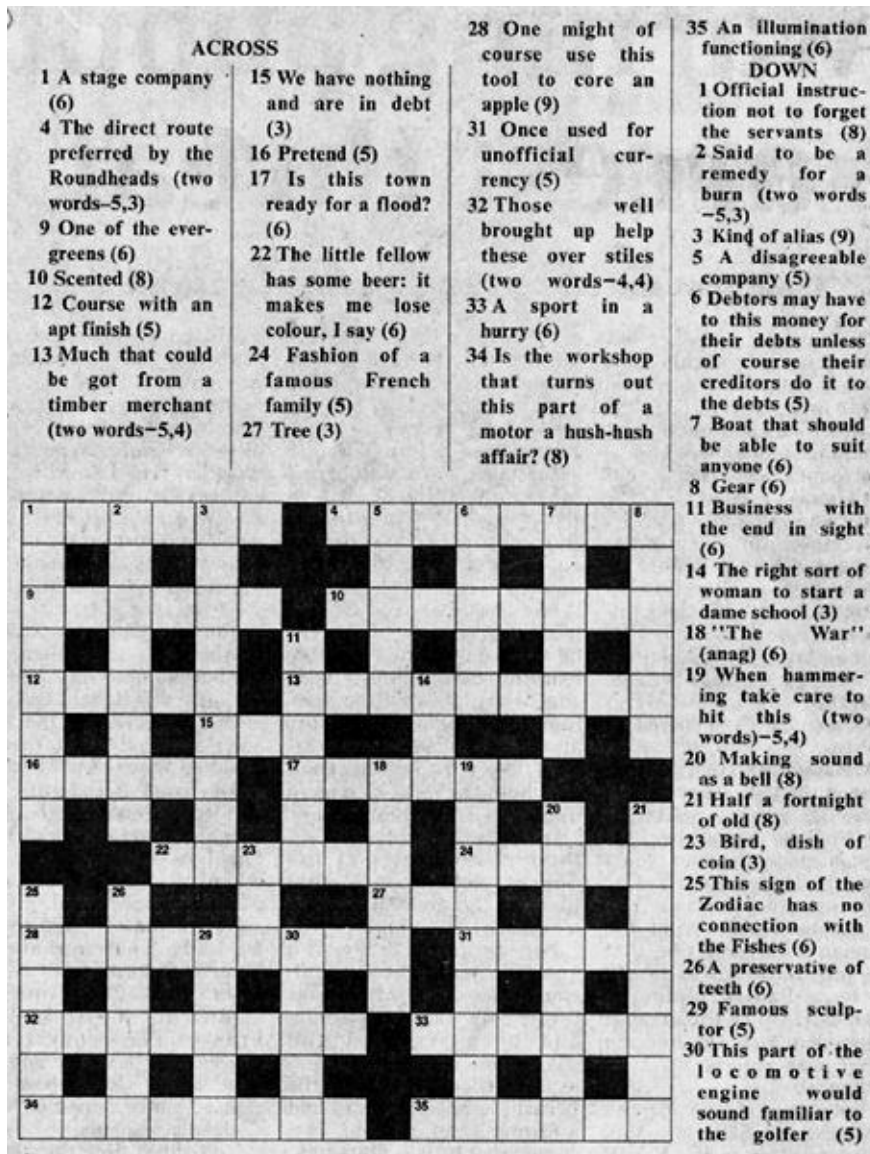 ACROSS
1 A stage company
(6)
4 The direct route
preferred by the
Roundheads (two
words–5,3)
9 One of the ever-
greens (6)
10 Scented (8)
12 Course with an
apt finish (5)
13 Much that could
be got from a
timber merchant
(two words–5,4)
15 We have nothing
and are in debt
(3)
16 Pretend (5)
17 Is this town
ready for a flood?
(6)
22 The little fellow
has some beer: it
makes me lose
colour, I say (6)
24 Fashion of a
famous French
family (5)
27 Tree (3)
28 One might of
course use this
tool to core an
apple (9)
31 Once used for
unofficial cur-
rency (5)
32 Those well
brought up help
these over stiles
(two words–4,4)
33 A sport in a
hurry (6)
34 Is the workshop
that turns out
this part of a
motor a hush-hush
affair? (8)
35 An illumination
functioning (6)
DOWN
1 Official instruc-
tion not to forget
the servants (8)
2 Said to be a
remedy for a
burn (two words
–5,3)
3 Kind of alias (9)
5 A disagreeable
company (5)
6 Debtors may have
to this money for
their debts unless
of course their
creditors do it to
the debts (5)
7 Boat that should
be able to suit
anyone (6)
8 Gear (6)
11 Business with
the end in sight
(6)
14 The right sort of
woman to start a
dame school (3)
18 "The War"
(anag) (6)
19 When hammer-
ing take care to
hit this (two
words)–5,4)
20 Making sound
as a bell (8)
21 Half a fortnight
of old (8)
23 Bird, dish of
coin (3)
25 This sign of the
Zodiac has no
connection with
the Fishes (6)
26 A preservative of
teeth (6)
29 Famous sculp-
tor (5)
30 This part of the
locomotive
engine would
sound familiar to
the golfer (5)
1 2 3 4 5 6 7 8
9 10
11
12 13 14
15
16 17 18 19
20 21
22 23 24
25 26 27
28 29 30 31
32 33
34 35